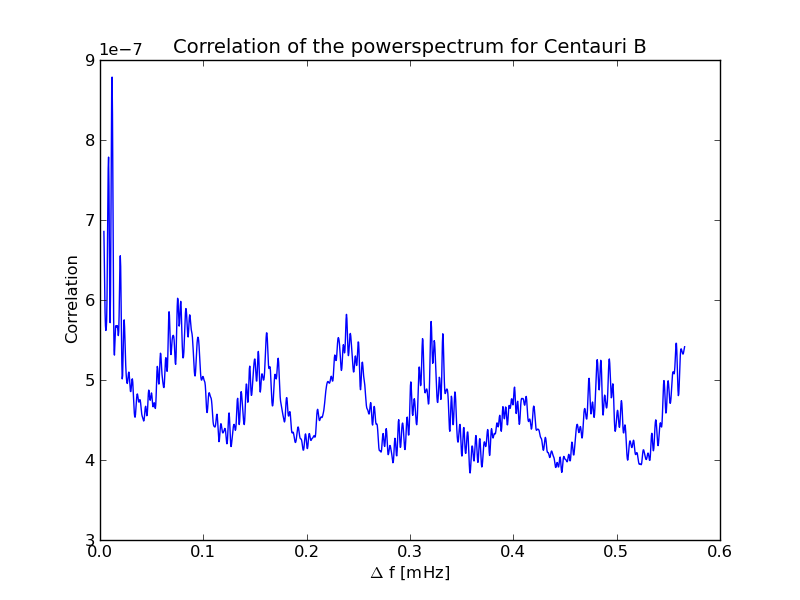 Correlation of the powerspectrum for Centauri B
1e−7
9
8
7
6
5
4
3
Correlation
0.0 0.1 0.2 0.3 0.4 0.5 0.6
Δ f [mHz]